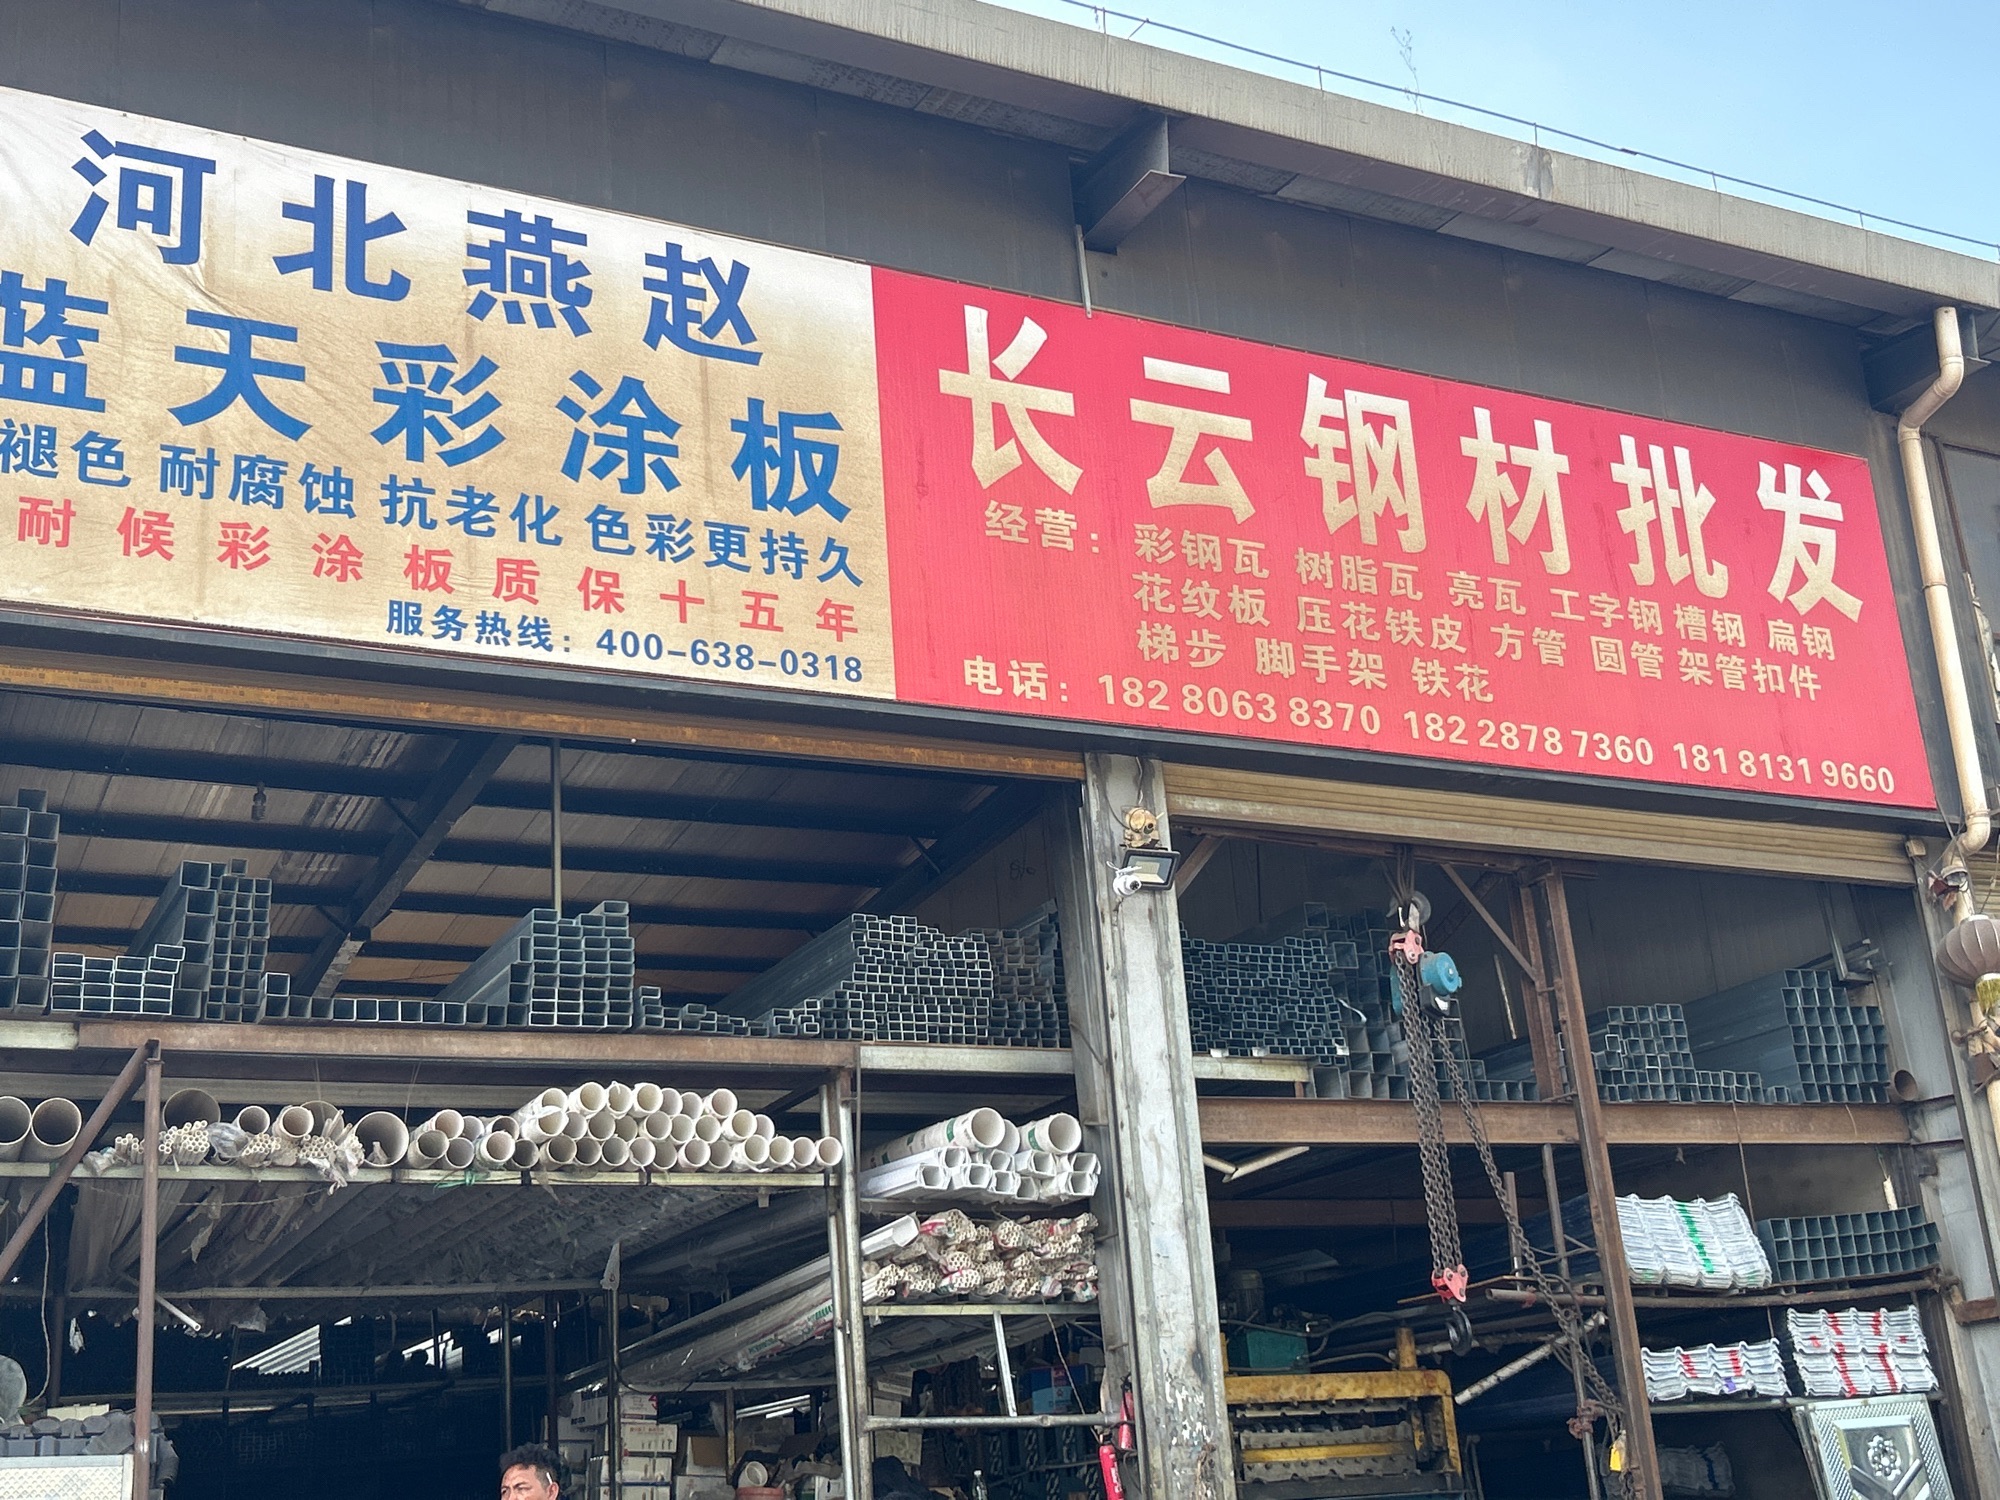 河北燕赵
蓝天彩涂板
褪色 耐腐蚀 抗老化 色彩更持久
耐候彩涂板质保十五年
服务热线：400-638-0318
长云钢材批发
经营：彩钢瓦 树脂瓦 亮瓦 工字钢 槽钢 扁钢
花纹板 压花铁皮 方管 圆管 架管扣件
梯步 脚手架 铁花
电话：182 8063 8370 182 2878 7360 181 8131 9660